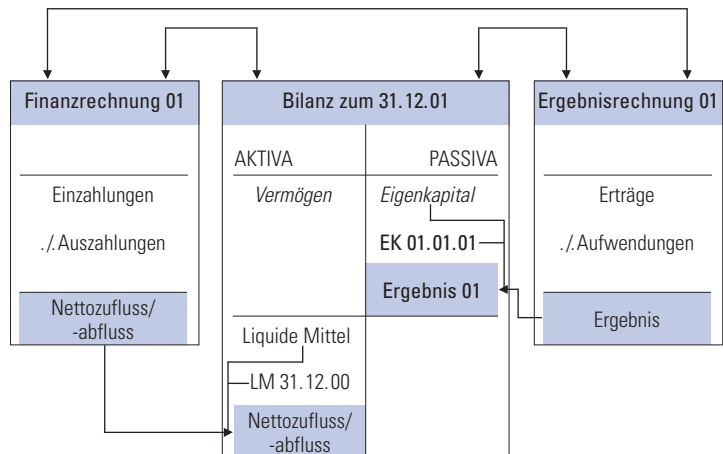 Finanzrechnung 01
Einzahlungen
./. Auszahlungen
Nettozufluss/
-abfluss
Bilanz zum 31.12.01
AKTIVA
PASSIVA
Vermögen
Eigenkapital
EK 01.01.01
Ergebnis 01
Liquide Mittel
LM 31.12.00
Nettozufluss/
-abfluss
Ergebnisrechnung 01
Erträge
./. Aufwendungen
Ergebnis